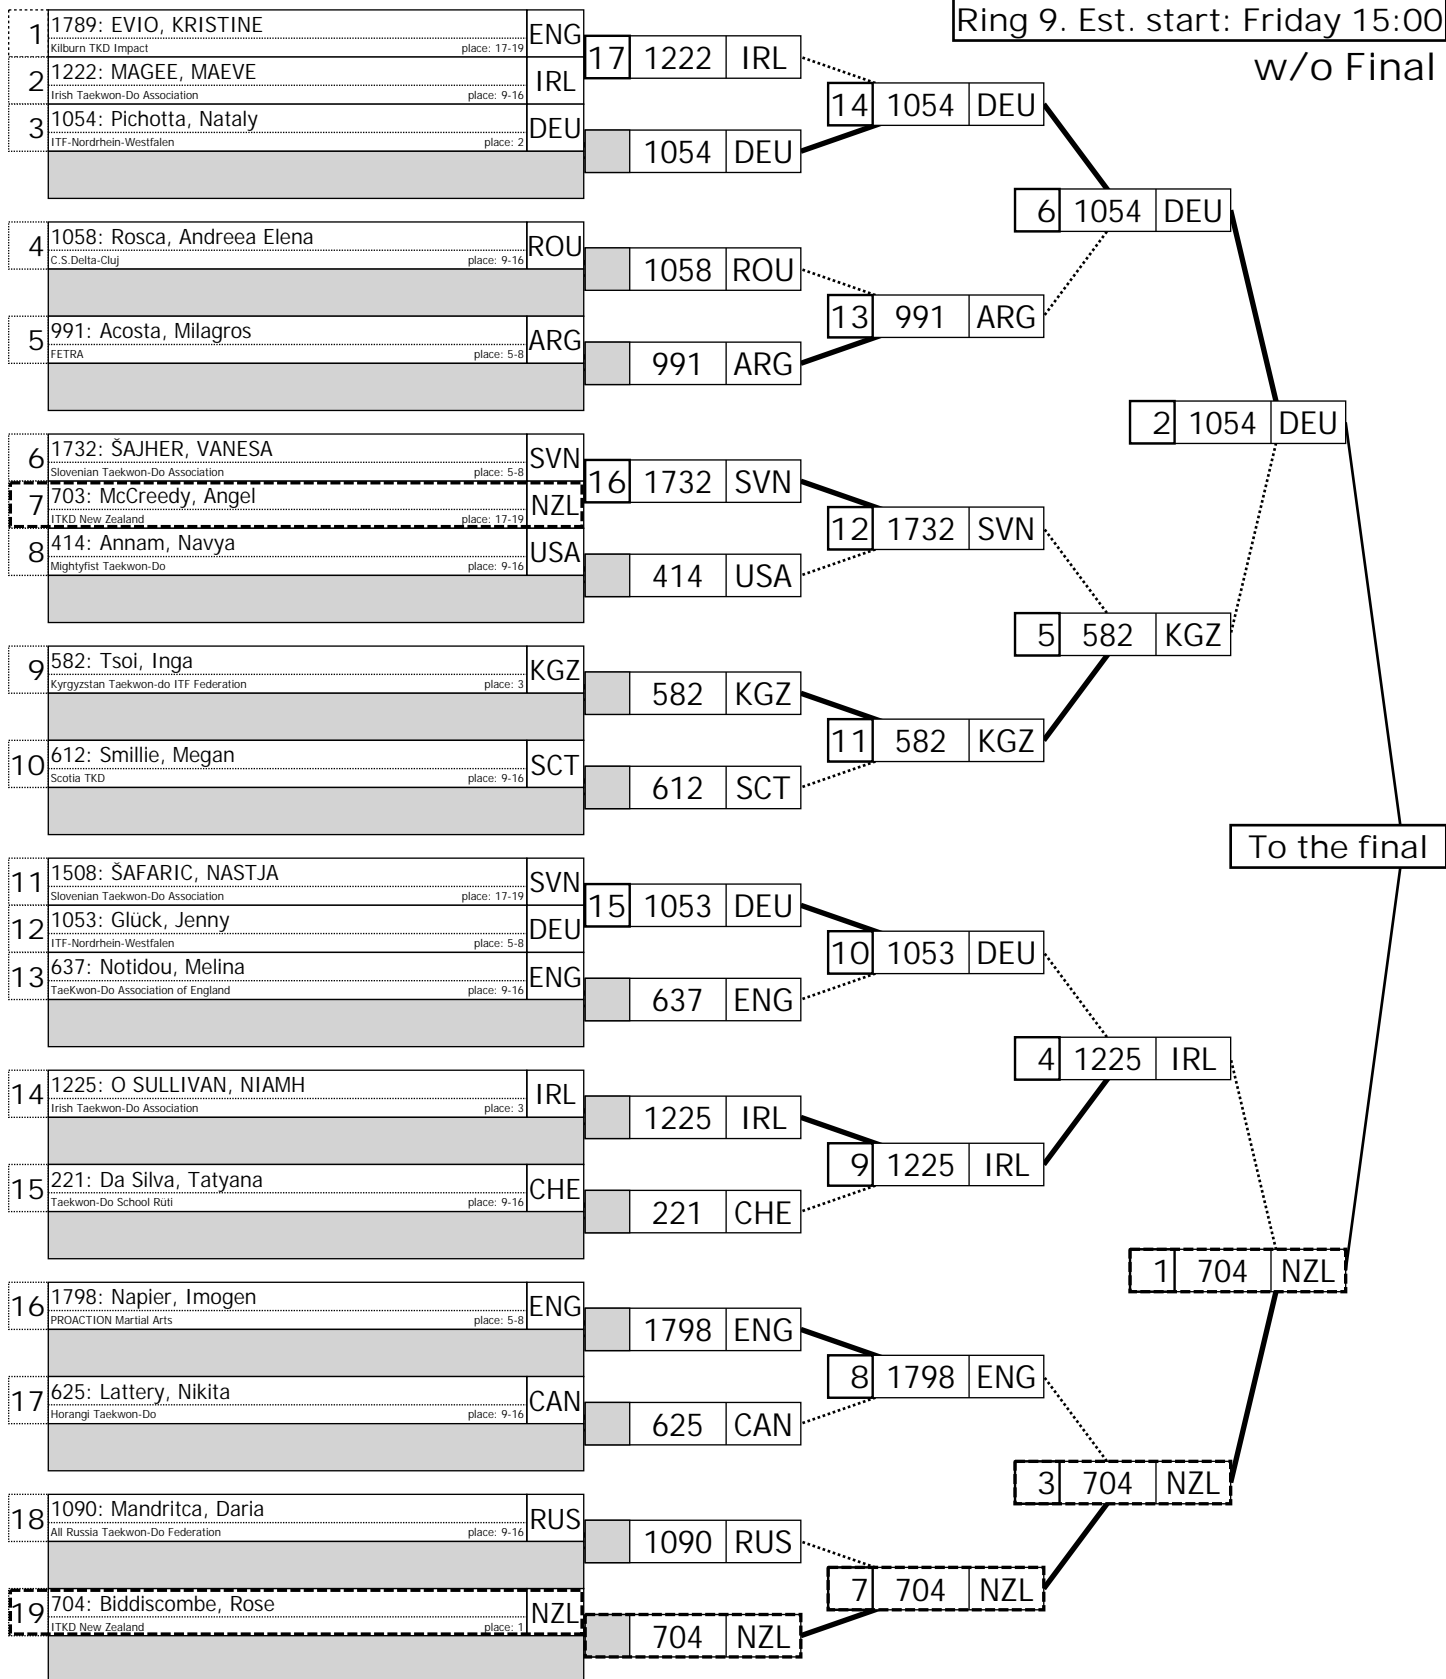 Ring 9. Est. start: Friday 15:00
w/o Final
1 1789: EVIO, KRISTINE ENG
Kilburn TKD Impact place: 17-19
2 1222: MAGEE, MAEVE IRL
Irish Taekwon-Do Association place: 9-16
3 1054: Pichotta, Nataly DEU
ITF-Nordrhein-Westfalen place: 2
4 1058: Rosca, Andreea Elena ROU
C.S.Delta-Cluj place: 9-16
5 991: Acosta, Milagros ARG
FETRA place: 5-8
6 1732: ŠAJHER, VANESA SVN
Slovenian Taekwon-Do Association place: 5-8
7 703: McCreedy, Angel NZL
ITKD New Zealand place: 17-19
8 414: Annam, Navya USA
Mightyfist Taekwon-Do place: 9-16
9 582: Tsoi, Inga KGZ
Kyrgyzstan Taekwon-do ITF Federation place: 3
10 612: Smillie, Megan SCT
Scotia TKD place: 9-16
11 1508: ŠAFARIC, NASTJA SVN
Slovenian Taekwon-Do Association place: 17-19
12 1053: Glück, Jenny DEU
ITF-Nordrhein-Westfalen place: 5-8
13 637: Notidou, Melina ENG
TaeKwon-Do Association of England place: 9-16
14 1225: O SULLIVAN, NIAMH IRL
Irish Taekwon-Do Association place: 3
15 221: Da Silva, Tatyana CHE
Taekwon-Do School Rüti place: 9-16
16 1798: Napier, Imogen ENG
PROACTION Martial Arts place: 5-8
17 625: Lattery, Nikita CAN
Horangi Taekwon-Do place: 9-16
18 1090: Mandritca, Daria RUS
All Russia Taekwon-Do Federation place: 9-16
19 704: Biddiscombe, Rose NZL
ITKD New Zealand place: 1
17 1222 IRL
1054 DEU
1058 ROU
991 ARG
16 1732 SVN
414 USA
582 KGZ
612 SCT
15 1053 DEU
637 ENG
1225 IRL
221 CHE
1798 ENG
625 CAN
1090 RUS
704 NZL
14 1054 DEU
13 991 ARG
12 1732 SVN
11 582 KGZ
10 1053 DEU
9 1225 IRL
8 1798 ENG
7 704 NZL
6 1054 DEU
5 582 KGZ
4 1225 IRL
3 704 NZL
2 1054 DEU
1 704 NZL
To the final